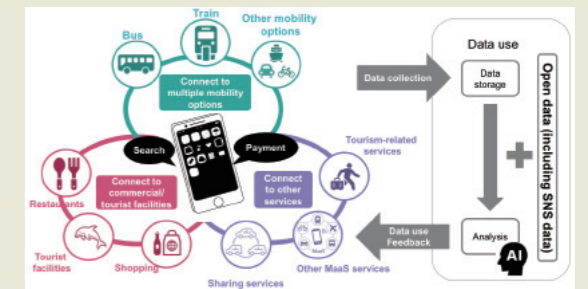 Train
Bus
Other mobility
options
Connect to
multiple mobility
options
Search
Payment
Connect to
commercial/
tourist facilities
Connect
to other
services
Tourism-related
services
Restaurants
Tourist
facilities
Shopping
Sharing services
Other MaaS services
MaaS
Data collection
Data use
Feedback
Data use
Data
storage
Analysis
AI
Open data (including SNS data)